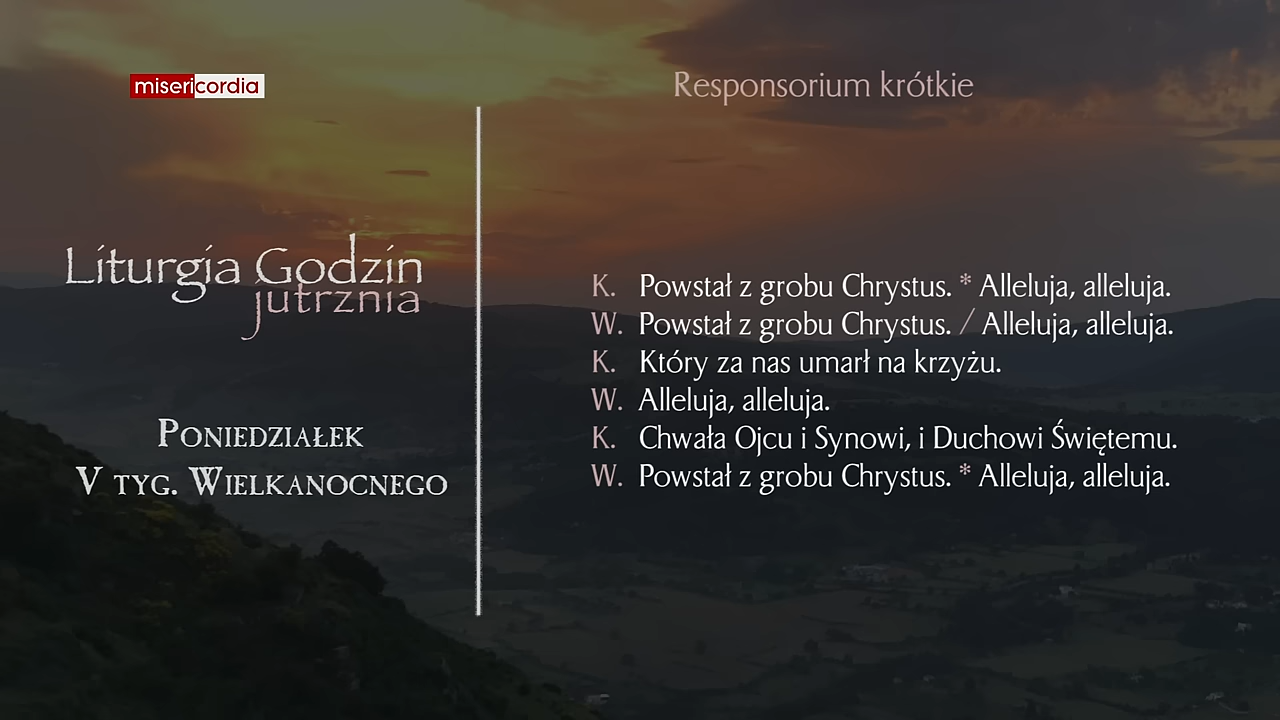 misericordia
Liturgia Godzin
jutrznia
Poniedziałek
V tyg. Wielkanocnego
Responsorium krótkie
K. Powstał z grobu Chrystus. * Alleluja, alleluja.
W. Powstał z grobu Chrystus. / Alleluja, alleluja.
K. Który za nas umarł na krzyżu.
W. Alleluja, alleluja.
K. Chwała Ojcu i Synowi, i Duchowi Świętemu.
W. Powstał z grobu Chrystus. * Alleluja, alleluja.